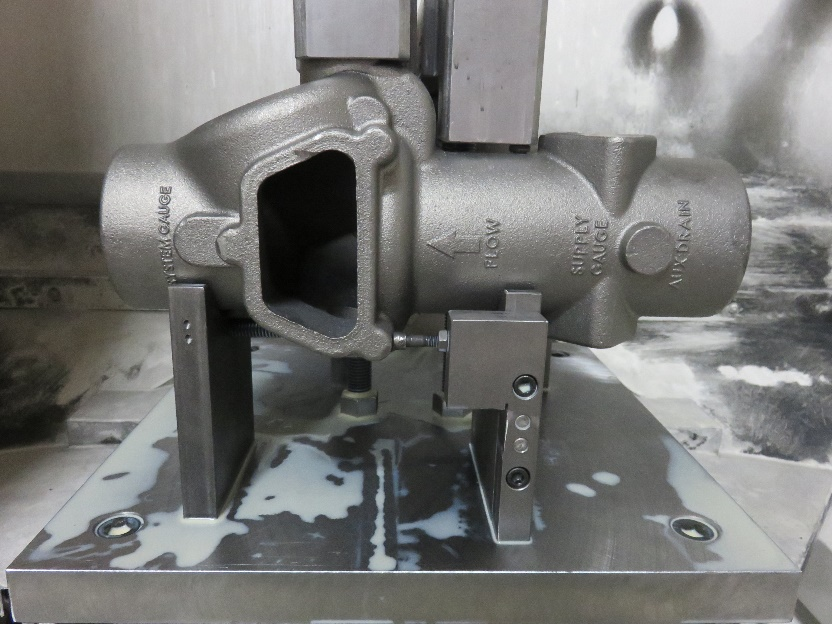 SYSTEM GAUGE
FLOW
SUPPLY
GAUGE
AUX DRAIN